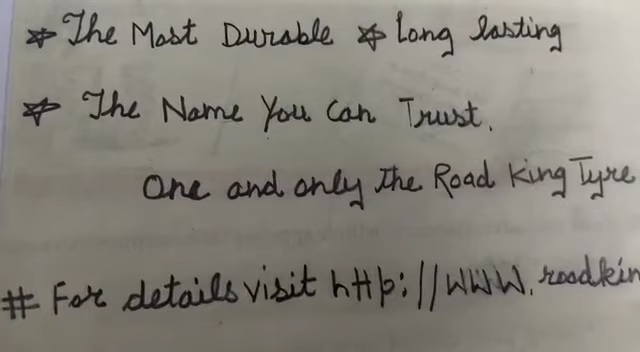 ☆ The Most Durable ☆ Long lasting
☆ The Name You Can Trust.
One and only the Road King Tyre
# For details visit http://www.roadkin